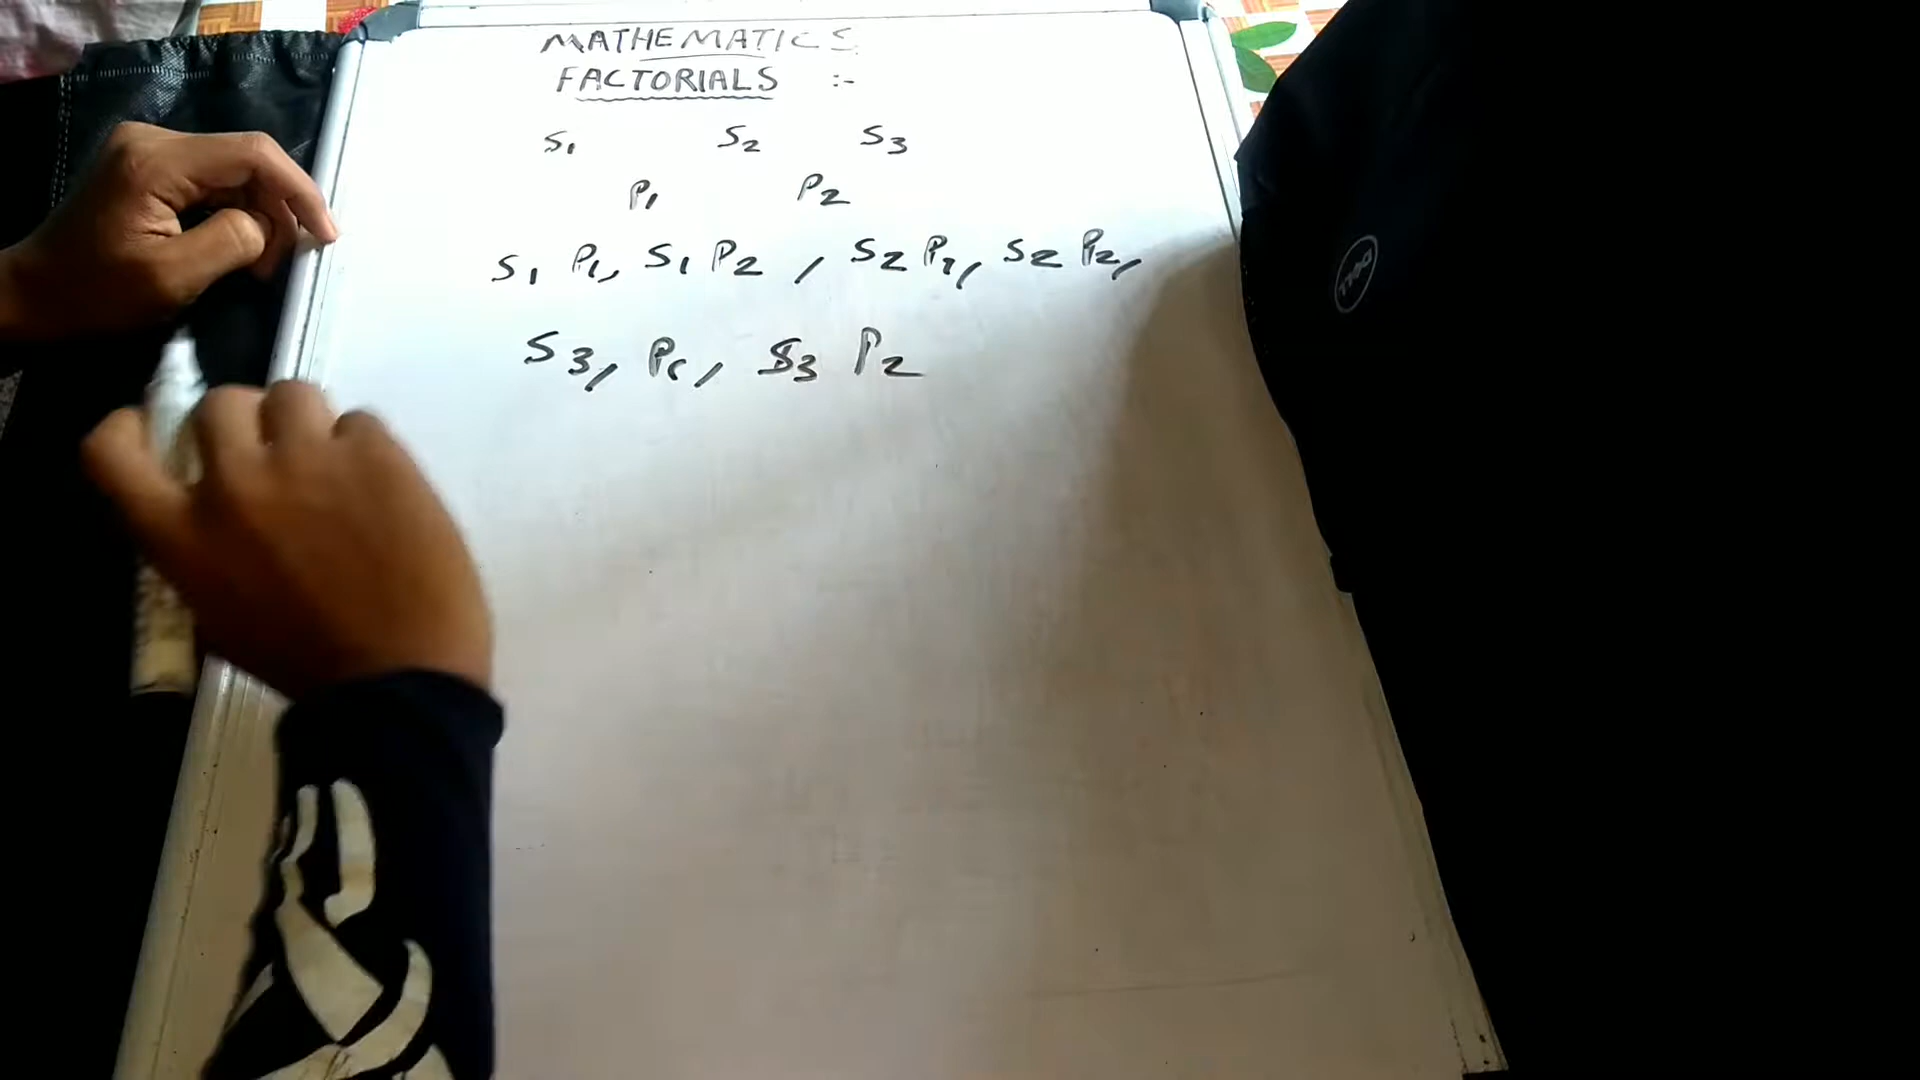 MATHEMATICS
FACTORIALS :-
S1 S2 S3
P1 P2
S1 P1, S1 P2 , S2 P1, S2 P2,
S3, P1, S3 P2
DELL